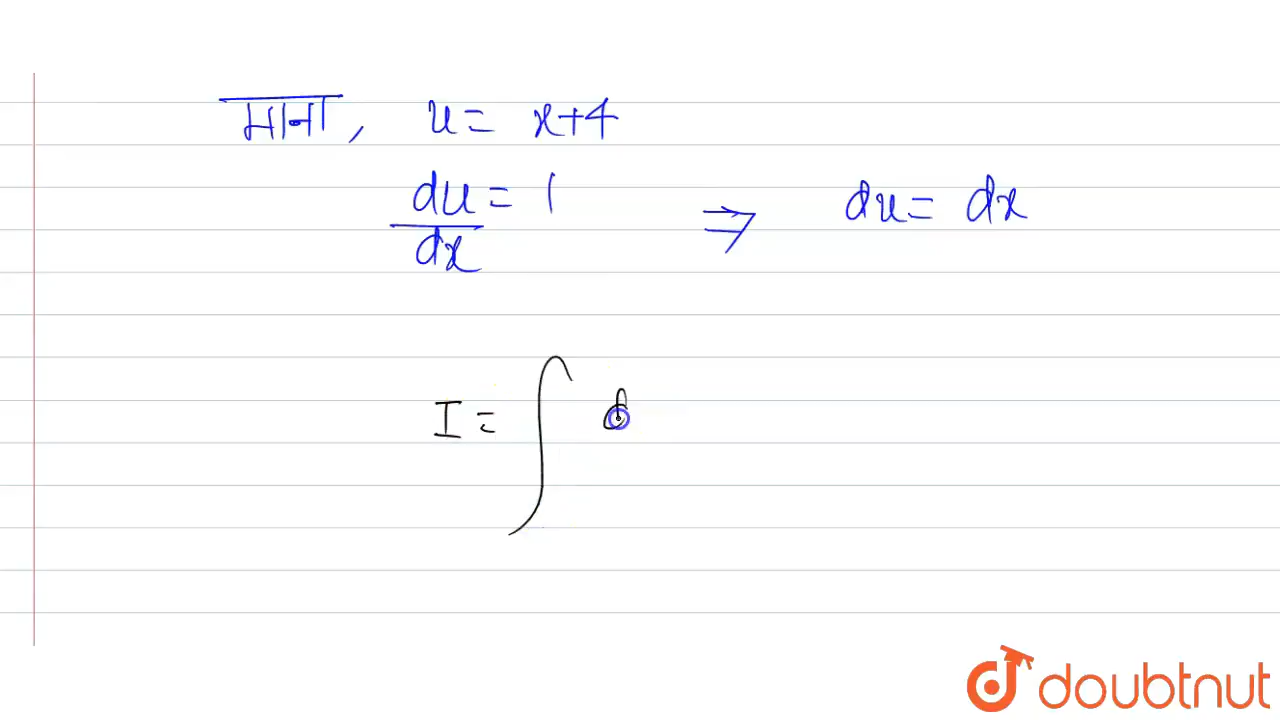 माना, u = x+4
du/dx = 1 ⇒ du = dx
I = ∫ d
doubtnut